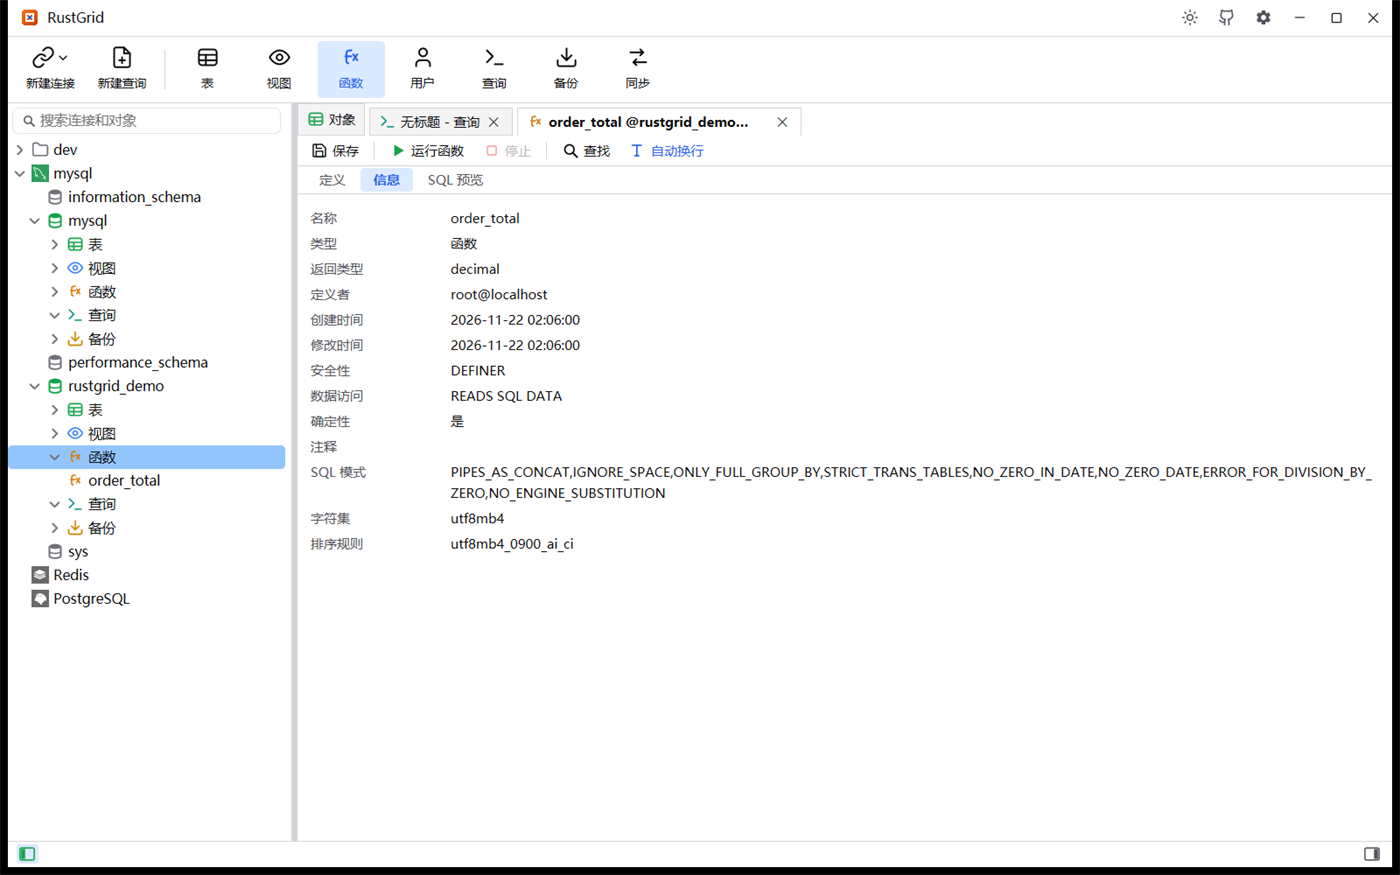 RustGrid
新建连接
新建查询
表
视图
函数
用户
查询
备份
同步
搜索连接和对象
dev
mysql
information_schema
mysql
表
视图
函数
查询
备份
performance_schema
rustgrid_demo
表
视图
函数
order_total
查询
备份
sys
Redis
PostgreSQL
对象
无标题 - 查询
order_total @rustgrid_demo...
保存
运行函数
停止
查找
自动换行
定义
信息
SQL 预览
名称 order_total
类型 函数
返回类型 decimal
定义者 root@localhost
创建时间 2026-11-22 02:06:00
修改时间 2026-11-22 02:06:00
安全性 DEFINER
数据访问 READS SQL DATA
确定性 是
注释
SQL 模式 PIPES_AS_CONCAT,IGNORE_SPACE,ONLY_FULL_GROUP_BY,STRICT_TRANS_TABLES,NO_ZERO_IN_DATE,NO_ZERO_DATE,ERROR_FOR_DIVISION_BY_
ZERO,NO_ENGINE_SUBSTITUTION
字符集 utf8mb4
排序规则 utf8mb4_0900_ai_ci